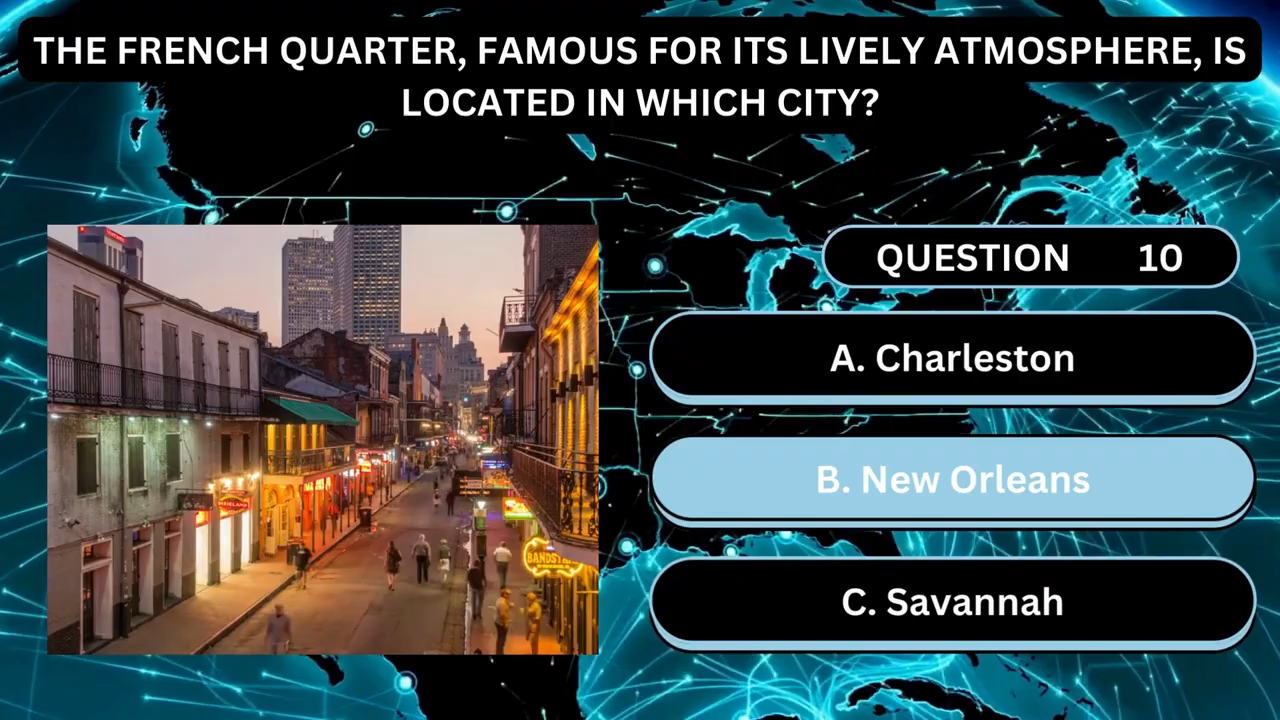 THE FRENCH QUARTER, FAMOUS FOR ITS LIVELY ATMOSPHERE, IS
LOCATED IN WHICH CITY?
QUESTION 10
A. Charleston
B. New Orleans
C. Savannah